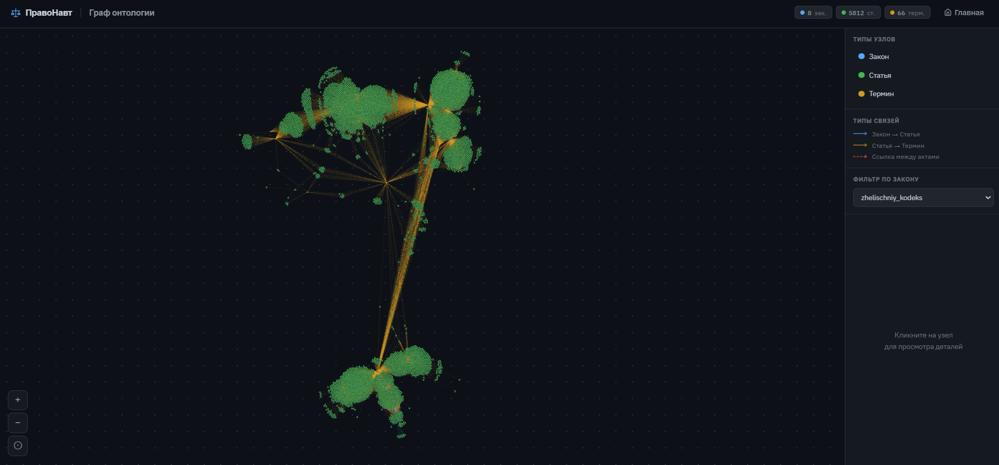 ПравоНавт
Граф онтологии
8 зак.
5812 ст.
66 терм.
Главная
ТИПЫ УЗЛОВ
Закон
Статья
Термин
ТИПЫ СВЯЗЕЙ
Закон → Статья
Статья → Термин
Ссылка между актами
ФИЛЬТР ПО ЗАКОНУ
zhelischniy_kodeks
Кликните на узел
для просмотра деталей
+
−